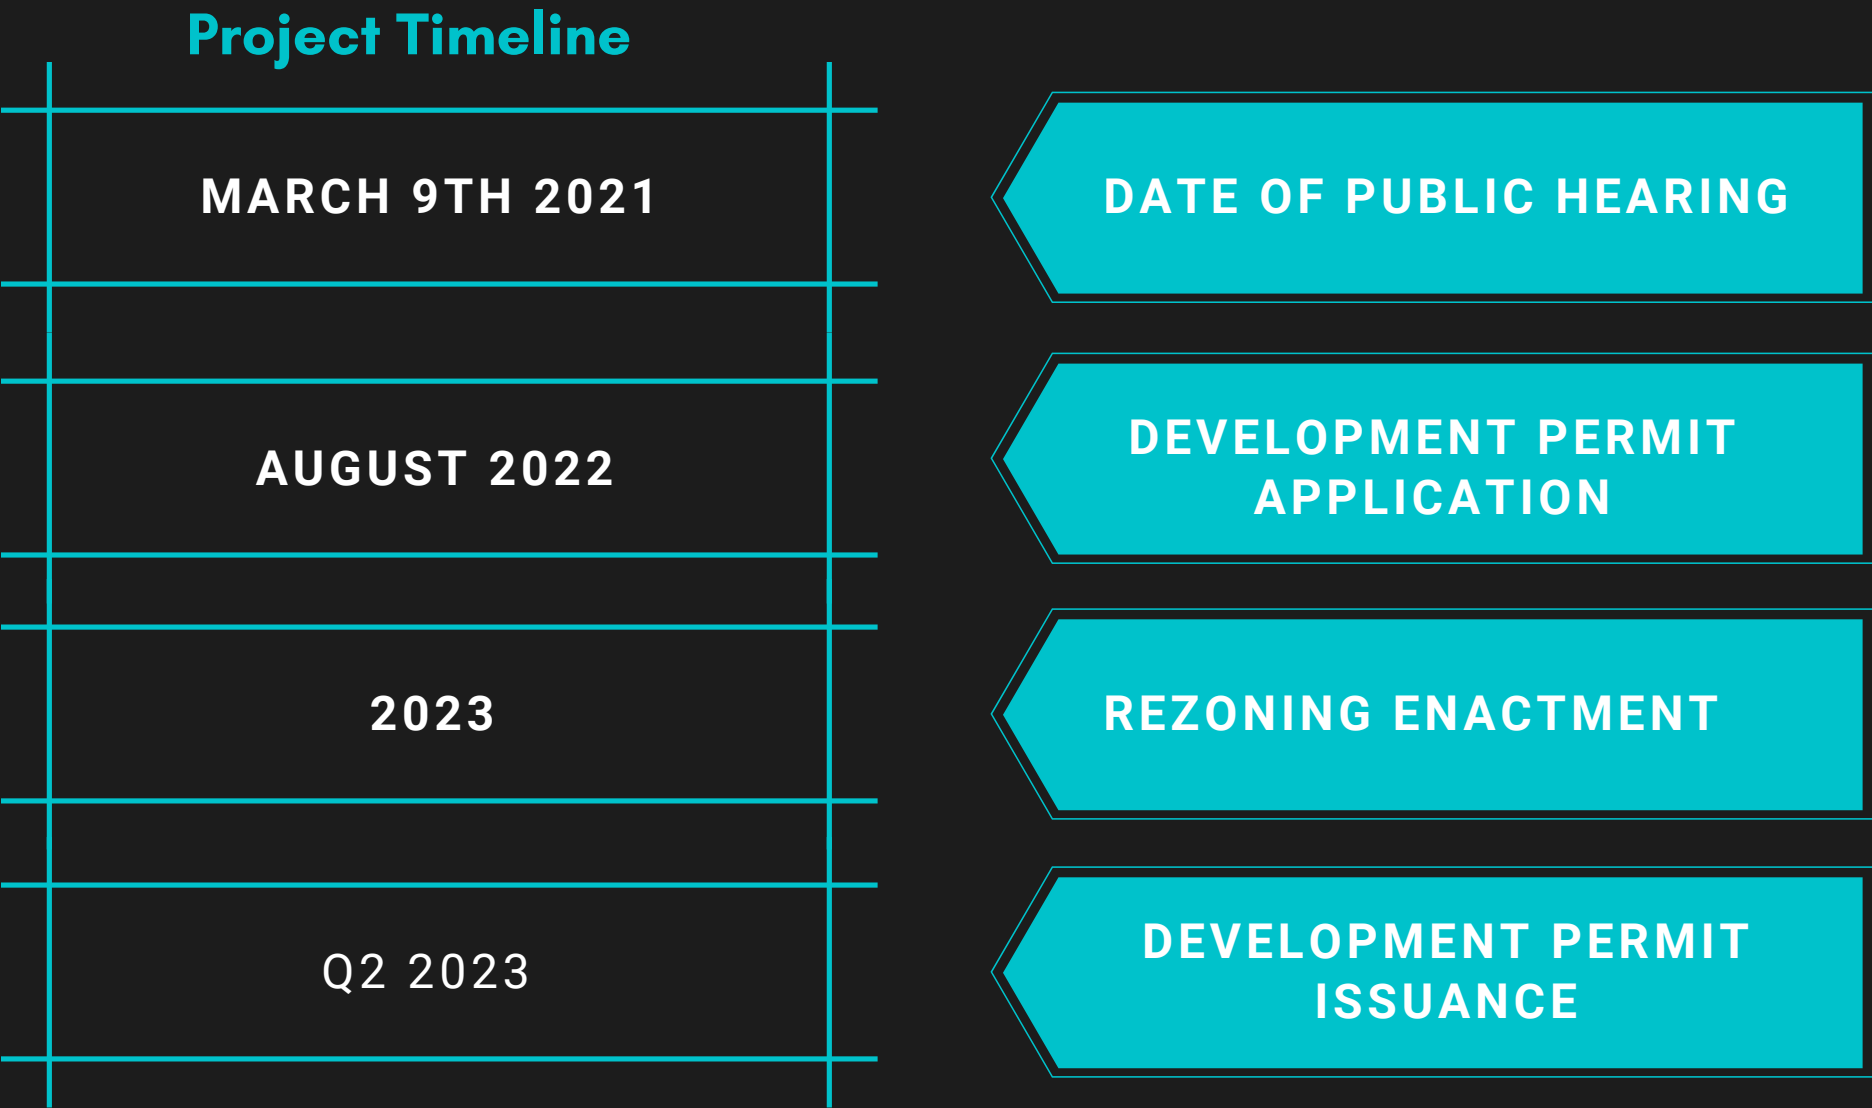 Project Timeline
MARCH 9TH 2021
DATE OF PUBLIC HEARING
AUGUST 2022
DEVELOPMENT PERMIT
APPLICATION
2023
REZONING ENACTMENT
Q2 2023
DEVELOPMENT PERMIT
ISSUANCE